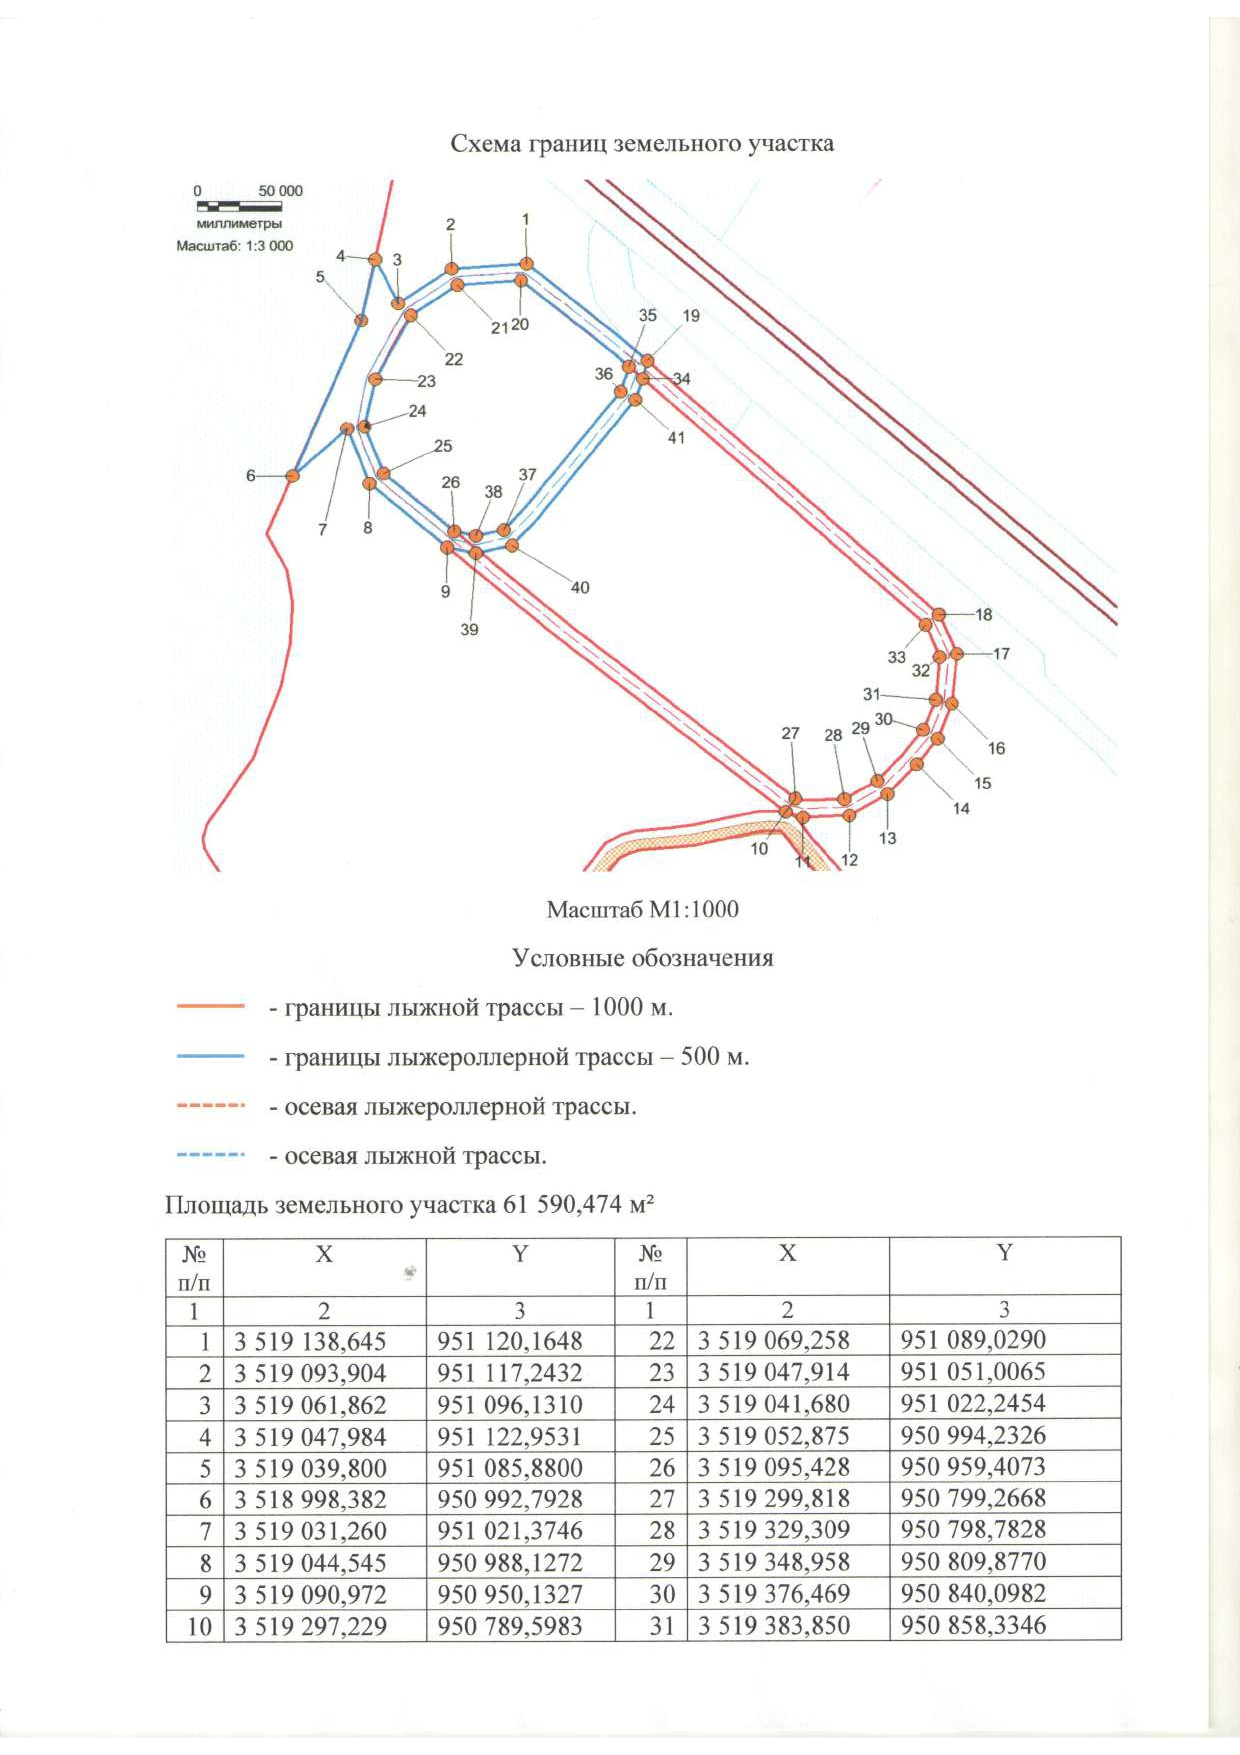 Схема границ земельного участка
0 50 000
миллиметры
Масштаб: 1:3 000
1
2
3
4
5
6
7
8
9
10
11
12
13
14
15
16
17
18
19
20
21
22
23
24
25
26
27
28
29
30
31
32
33
34
35
36
37
38
39
40
41
Масштаб М1:1000
Условные обозначения
- границы лыжной трассы – 1000 м.
- границы лыжероллерной трассы – 500 м.
- осевая лыжероллерной трассы.
- осевая лыжной трассы.
Площадь земельного участка 61 590,474 м²
№ п/п X Y № п/п X Y
1 2 3 1 2 3
1 3 519 138,645 951 120,1648 22 3 519 069,258 951 089,0290
2 3 519 093,904 951 117,2432 23 3 519 047,914 951 051,0065
3 3 519 061,862 951 096,1310 24 3 519 041,680 951 022,2454
4 3 519 047,984 951 122,9531 25 3 519 052,875 950 994,2326
5 3 519 039,800 951 085,8800 26 3 519 095,428 950 959,4073
6 3 518 998,382 950 992,7928 27 3 519 299,818 950 799,2668
7 3 519 031,260 951 021,3746 28 3 519 329,309 950 798,7828
8 3 519 044,545 950 988,1272 29 3 519 348,958 950 809,8770
9 3 519 090,972 950 950,1327 30 3 519 376,469 950 840,0982
10 3 519 297,229 950 789,5983 31 3 519 383,850 950 858,3346